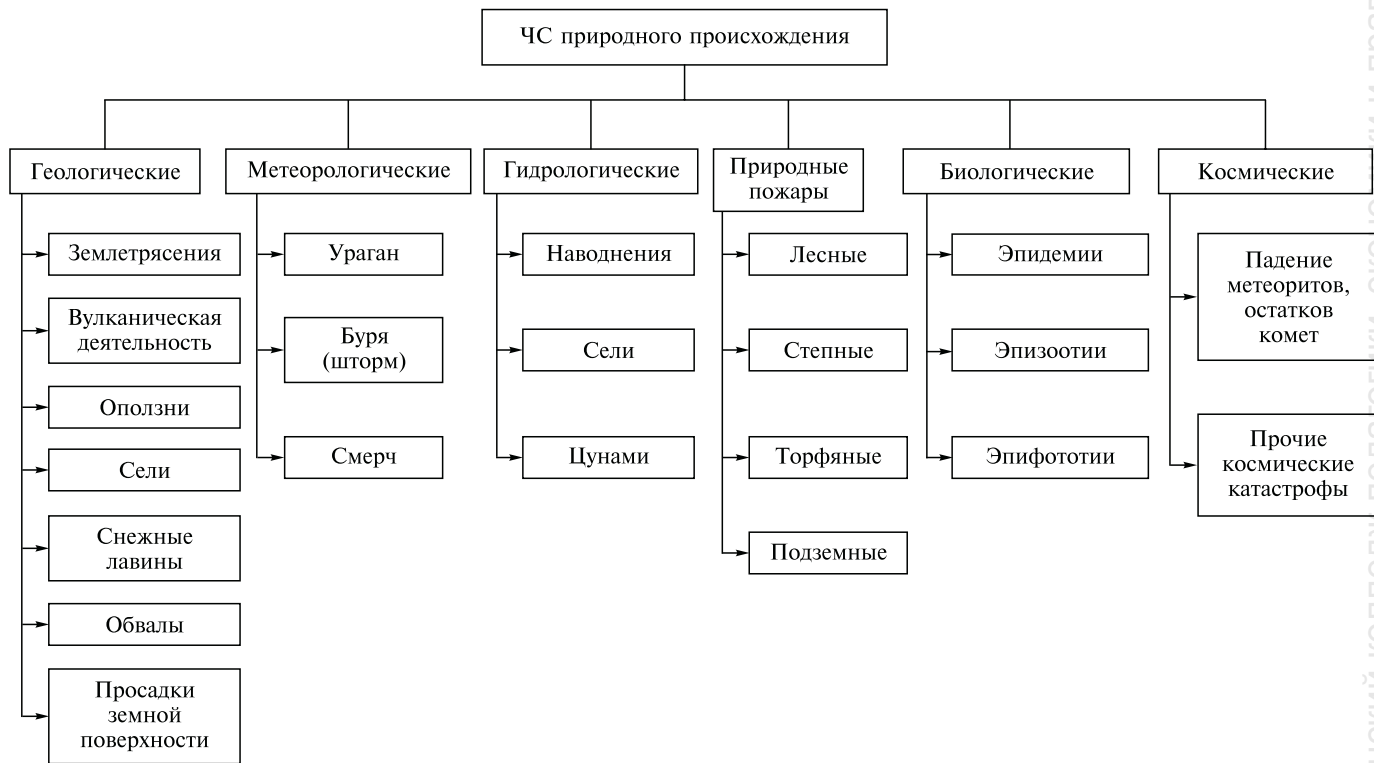 ЧС природного происхождения
Геологические
Землетрясения
Вулканическая
деятельность
Оползни
Сели
Снежные
лавины
Обвалы
Просадки
земной
поверхности
Метеорологические
Ураган
Буря
(шторм)
Смерч
Гидрологические
Наводнения
Сели
Цунами
Природные
пожары
Лесные
Степные
Торфяные
Подземные
Биологические
Эпидемии
Эпизоотии
Эпифототии
Космические
Падение
метеоритов,
остатков
комет
Прочие
космические
катастрофы